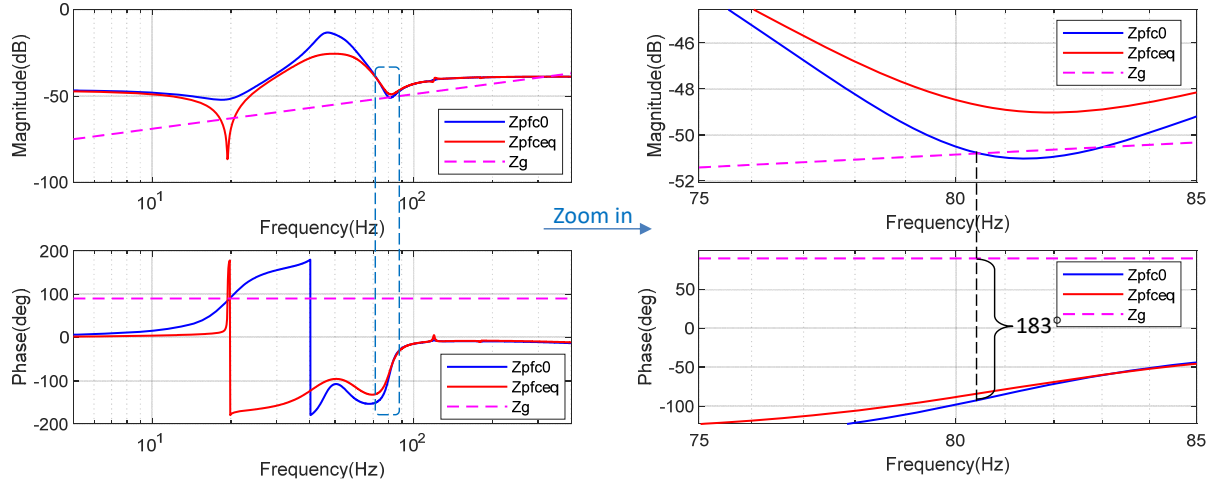 0
-50
-100
Magnitude(dB)
Zpfc0
Zpfceq
Zg
10¹
10²
Frequency(Hz)
-46
-48
-50
-52
Magnitude(dB)
Zpfc0
Zpfceq
Zg
75
80
85
Frequency(Hz)
Zoom in
200
100
0
-100
-200
Phase(deg)
Zpfc0
Zpfceq
Zg
10¹
10²
Frequency(Hz)
50
0
-50
-100
Phase(deg)
Zpfc0
Zpfceq
Zg
183°
75
80
85
Frequency(Hz)